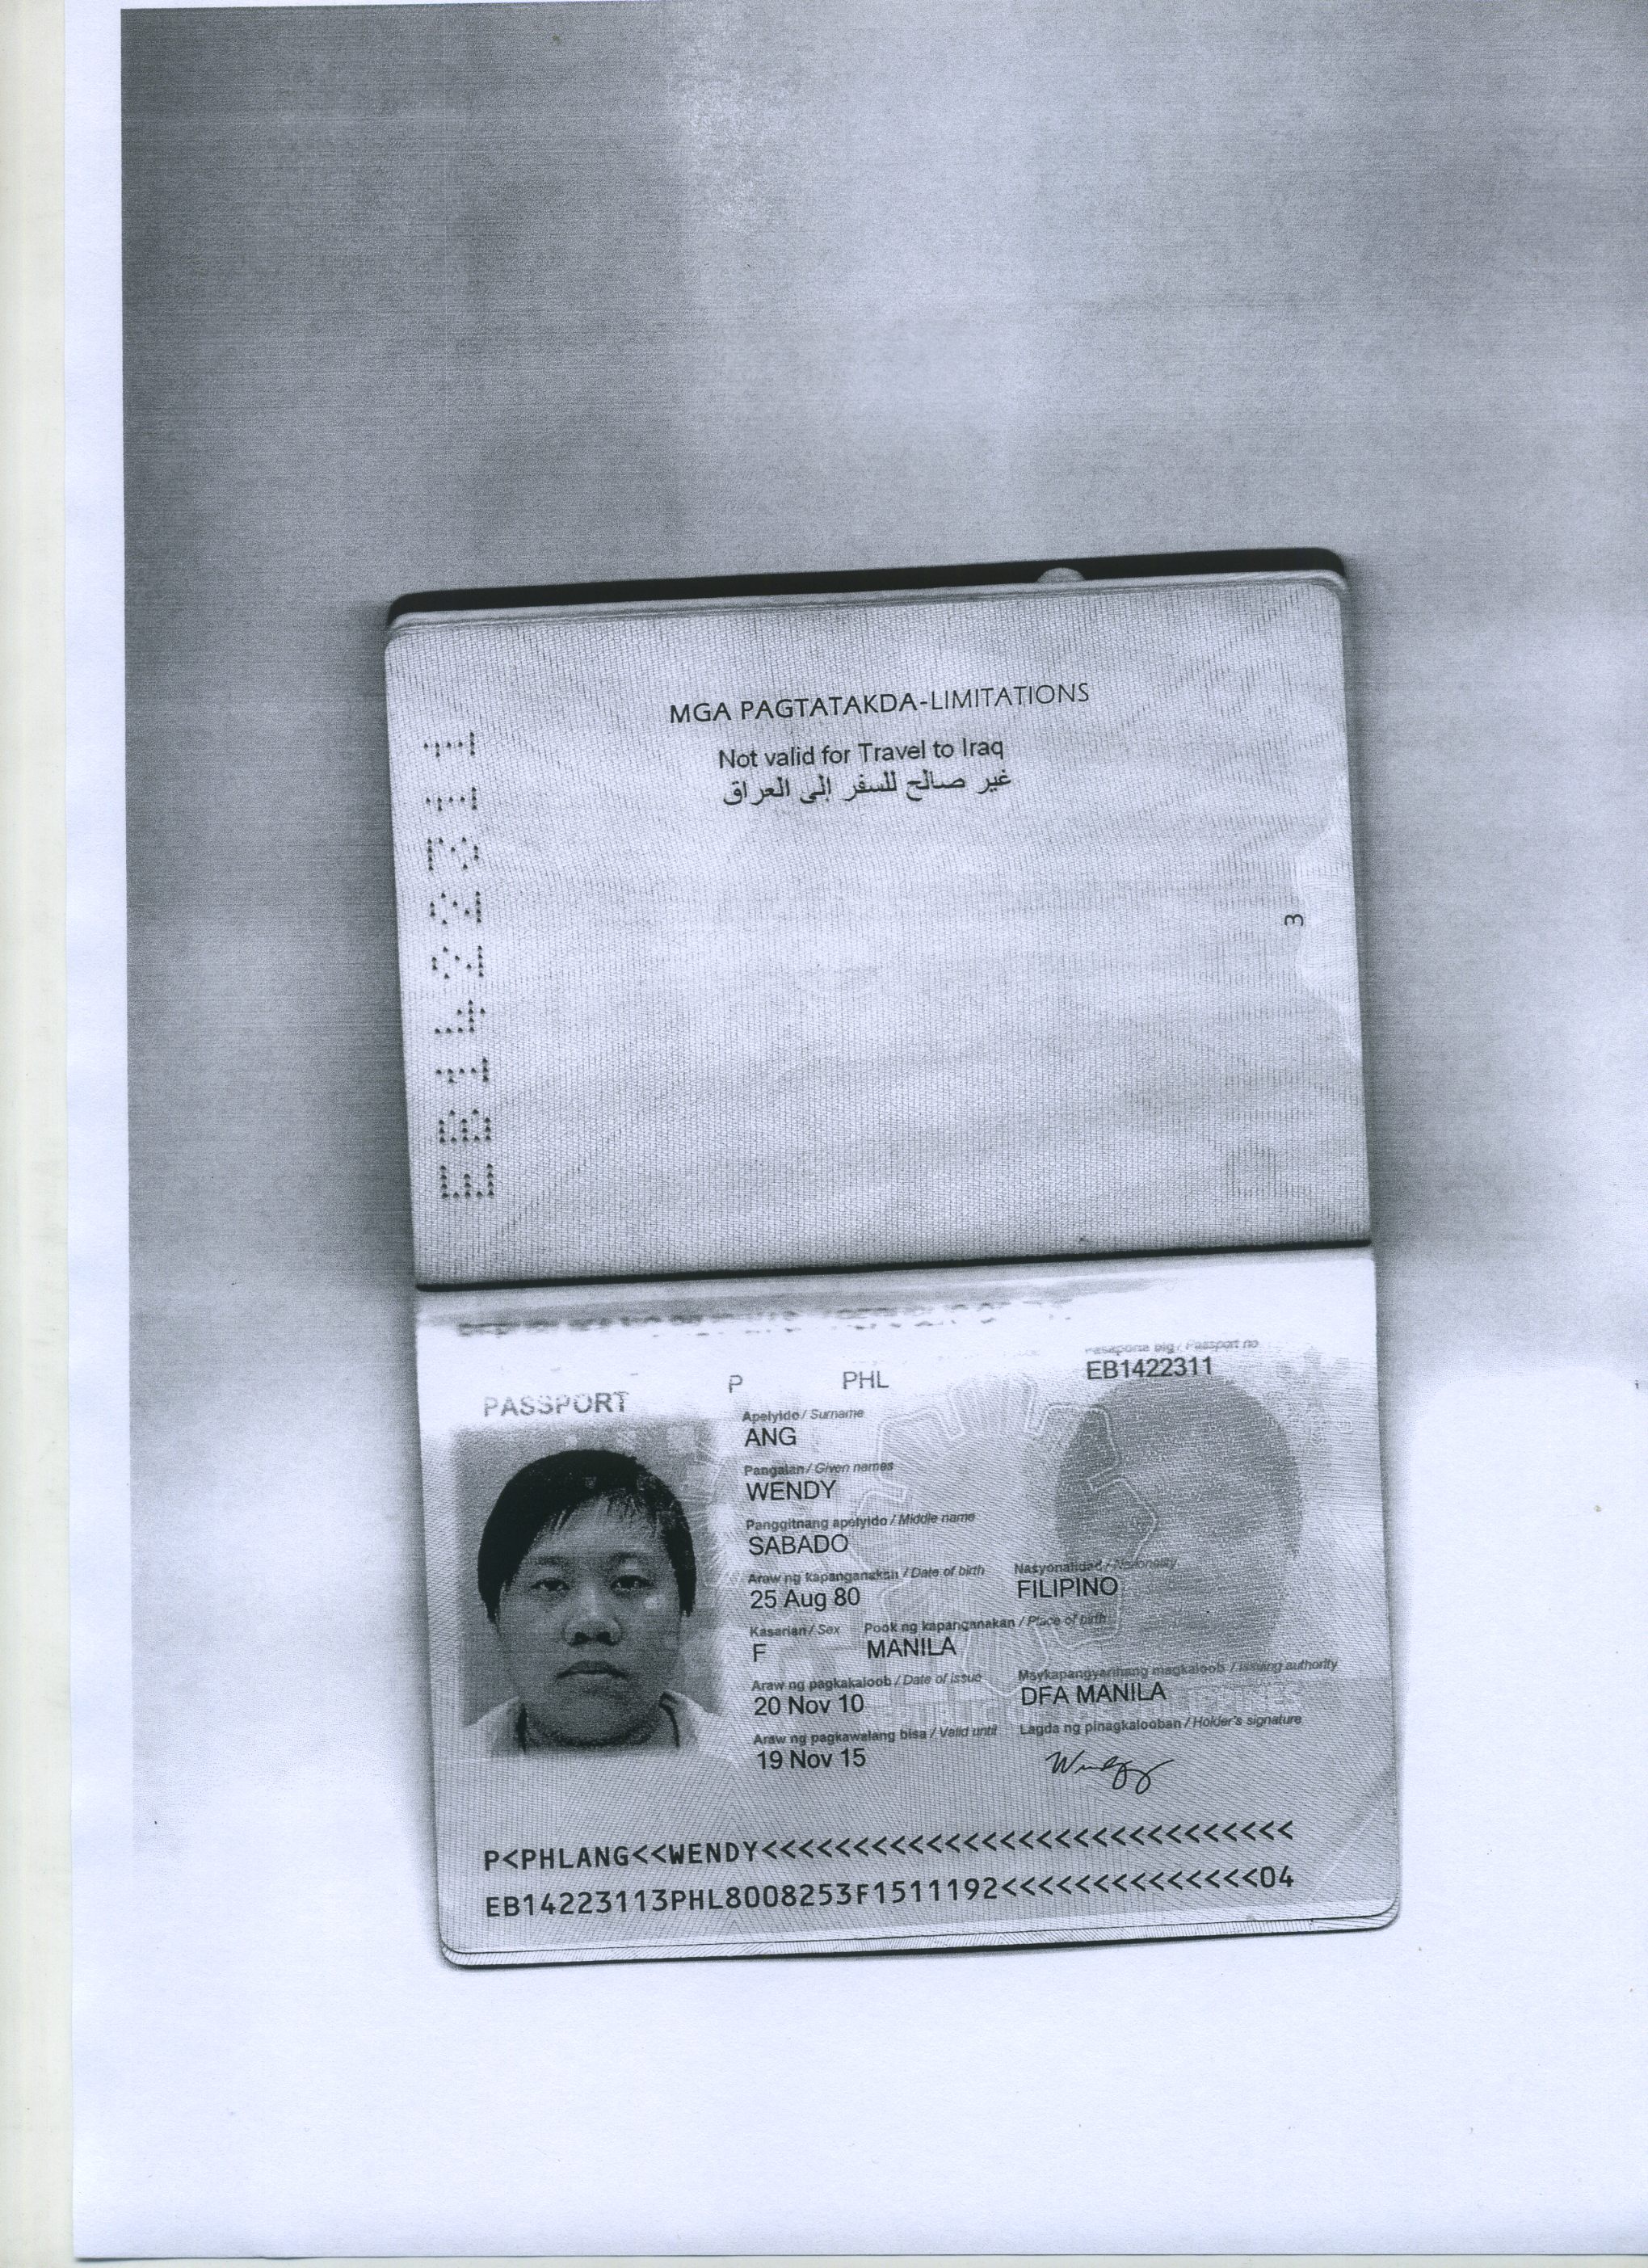 MGA PAGTATAKDA-LIMITATIONS
Not valid for Travel to Iraq
غير صالح للسفر إلى العراق
EB1422311
3
Pasaporte blg / Passport no
PASSPORT P PHL EB1422311
Apelyido / Surname
ANG
Pangalan / Given names
WENDY
Panggitnang apelyido / Middle name
SABADO
Araw ng kapanganakan / Date of birth Nasyonalidad / Nationality
25 Aug 80 FILIPINO
Kasarian / Sex Pook ng kapanganakan / Place of birth
F MANILA
Araw ng pagkakaloob / Date of issue Maykapangyarihang magkaloob / Issuing authority
20 Nov 10 DFA MANILA
Araw ng pagkawalang bisa / Valid until Lagda ng pinagkalooban / Holder's signature
19 Nov 15
P<PHLANG<<WENDY<<<<<<<<<<<<<<<<<<<<<<<<<<<<<
EB14223113PHL8008253F1511192<<<<<<<<<<<<<<04